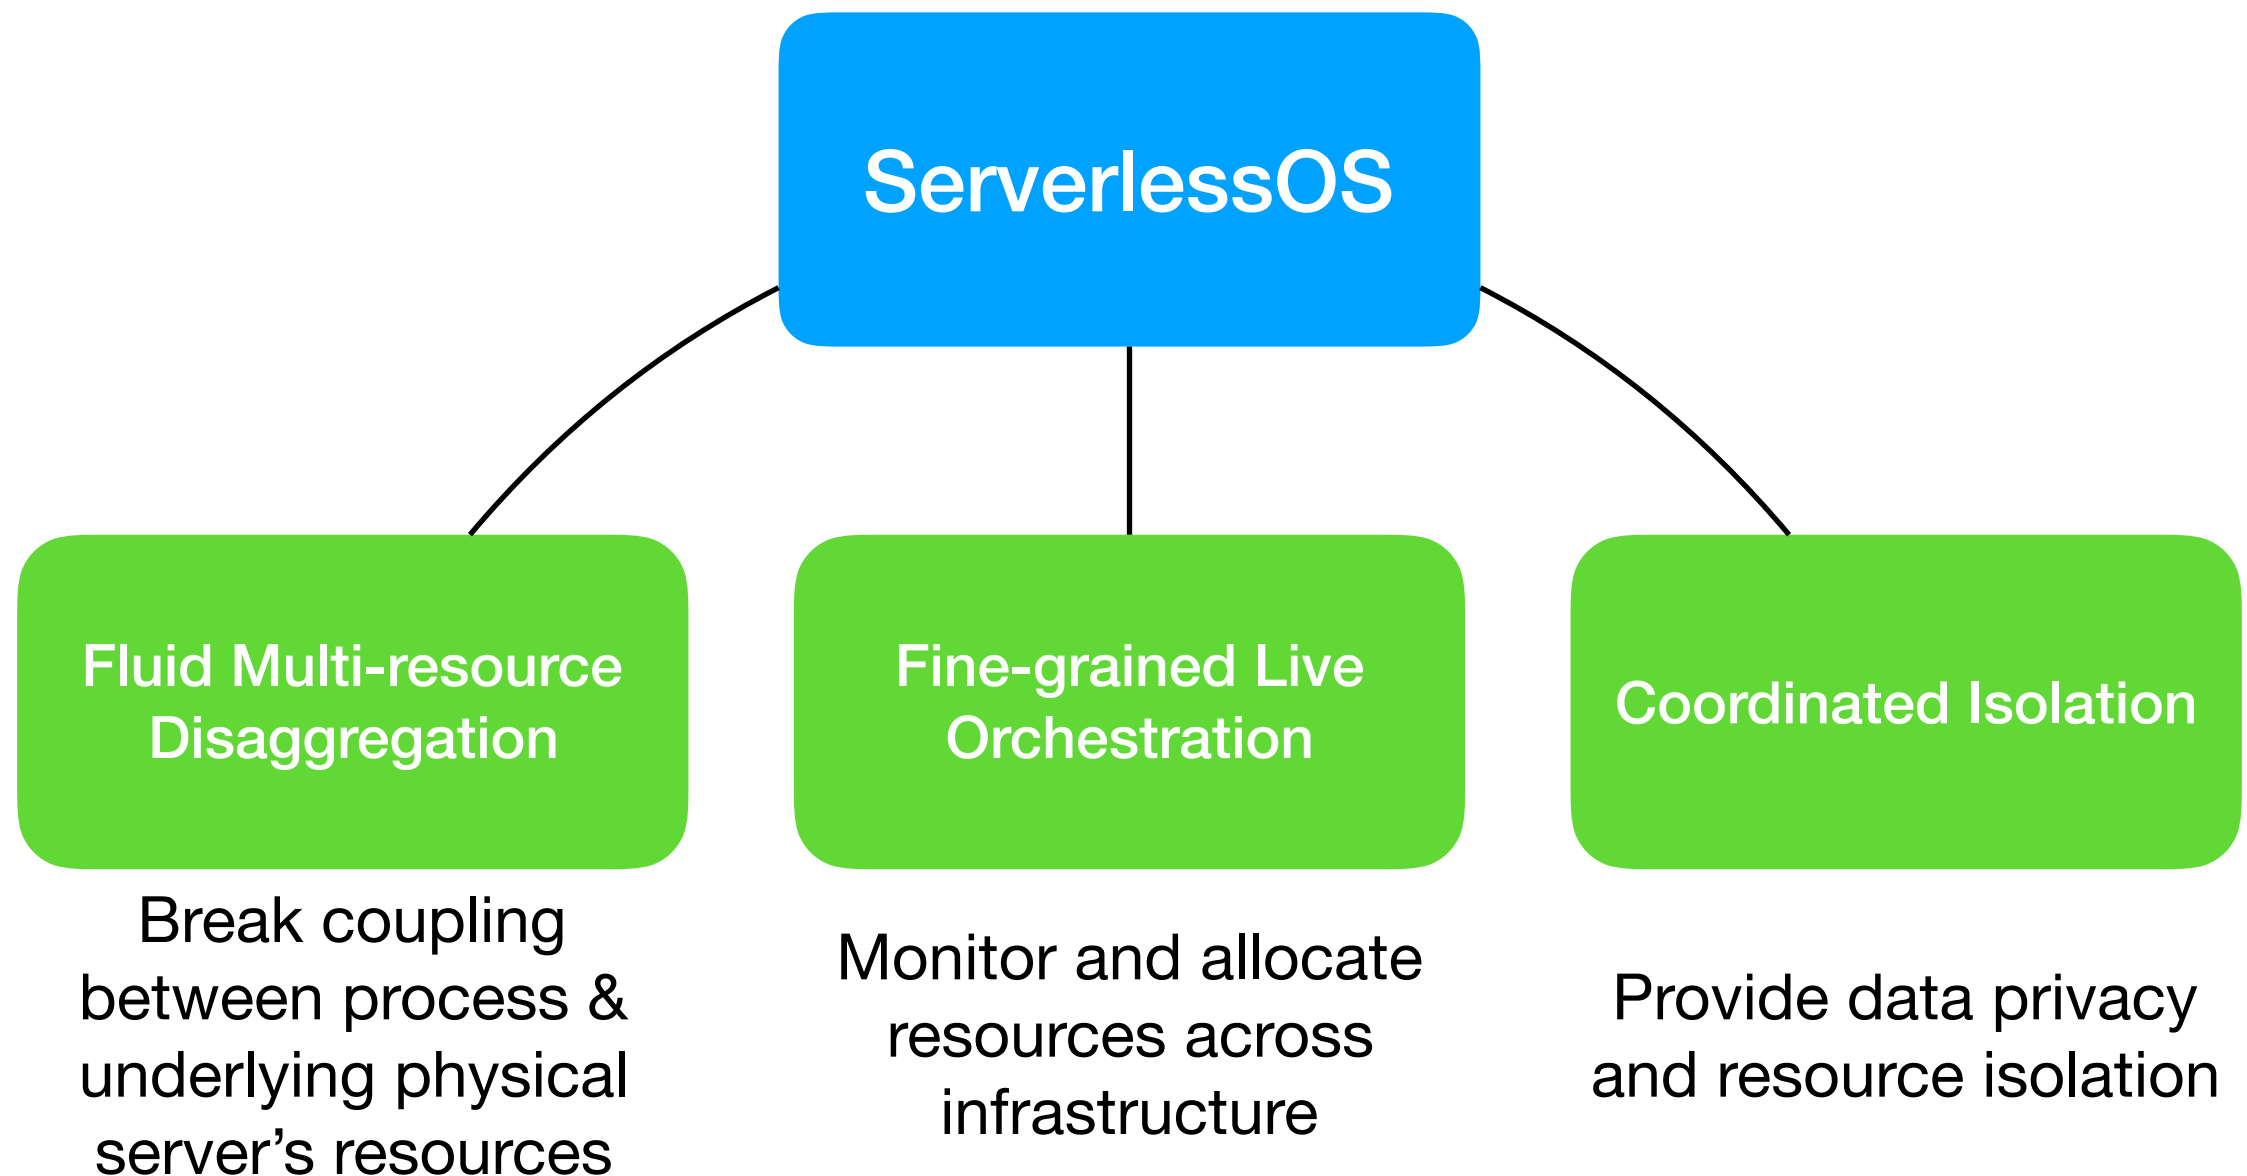 ServerlessOS
Fluid Multi-resource
Disaggregation
Fine-grained Live
Orchestration
Coordinated Isolation
Break coupling
between process &
underlying physical
server’s resources
Monitor and allocate
resources across
infrastructure
Provide data privacy
and resource isolation